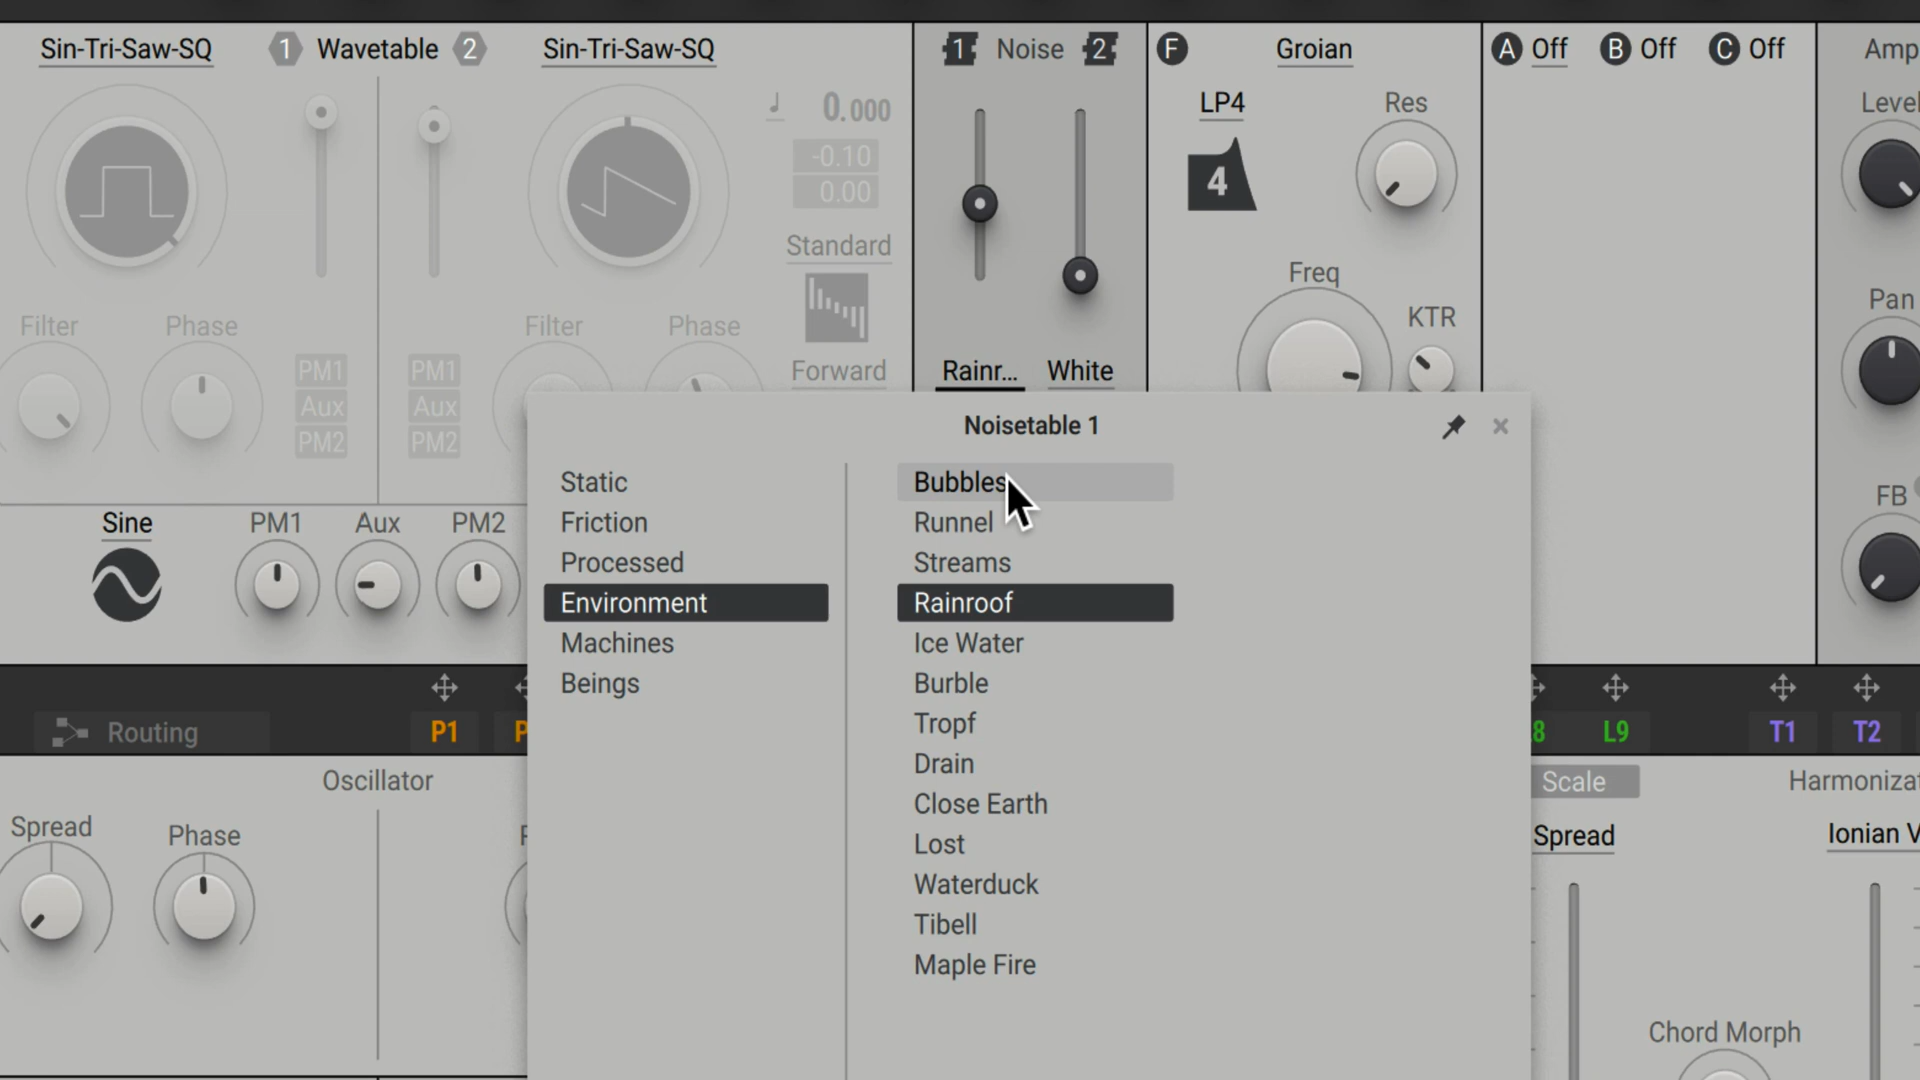 Sin-Tri-Saw-SQ
1 Wavetable 2
Sin-Tri-Saw-SQ
0.000
-0.10
0.00
Standard
Forward
Filter
Phase
PM1
Aux
PM2
PM1
Aux
PM2
Filter
Phase
1 Noise 2
Rainr...
White
F
Groian
LP4
4
Res
Freq
KTR
A Off
B Off
C Off
Amp
Level
Pan
FB
Sine
PM1
Aux
PM2
Noisetable 1
Static
Friction
Processed
Environment
Machines
Beings
Bubbles
Runnel
Streams
Rainroof
Ice Water
Burble
Tropf
Drain
Close Earth
Lost
Waterduck
Tibell
Maple Fire
Routing
P1
L9
T1
T2
Oscillator
Spread
Phase
Scale
Spread
Ionian
Chord Morph